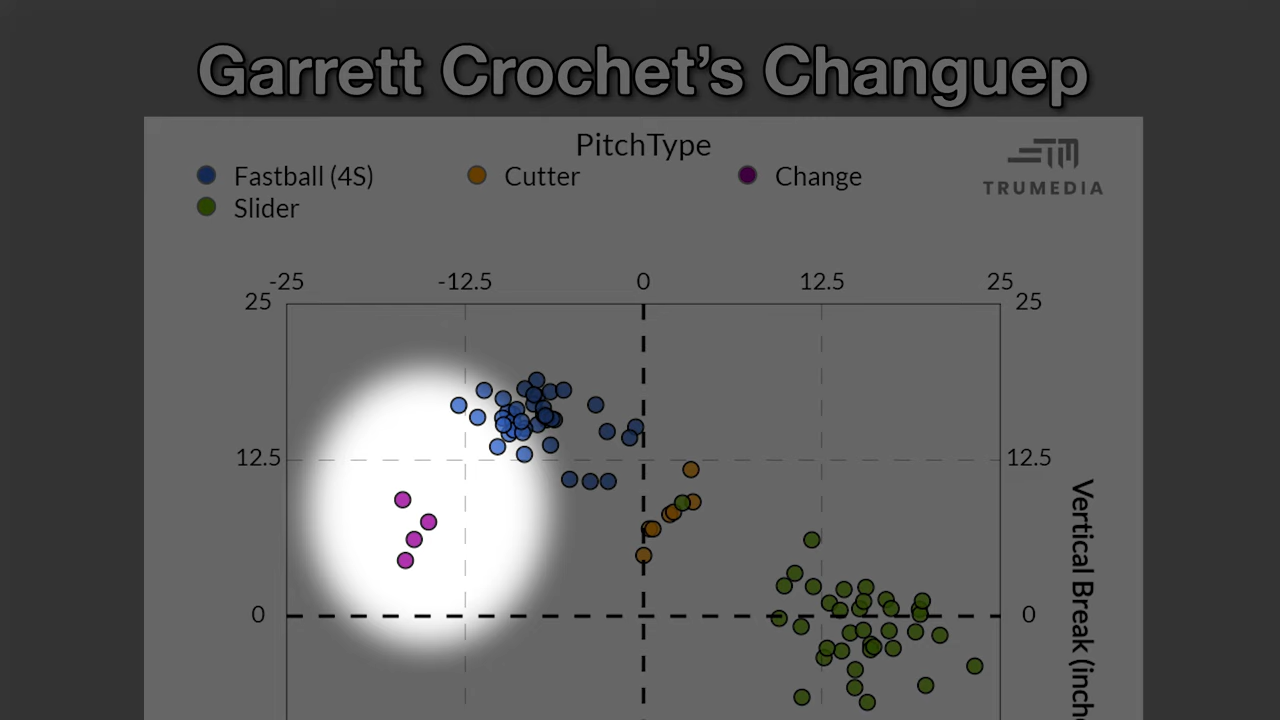 Garrett Crochet’s Changuep
PitchType
Fastball (4S)
Cutter
Change
Slider
TRUMEDIA
-25
-12.5
0
12.5
25
25
25
12.5
12.5
0
0
Vertical Break (inche